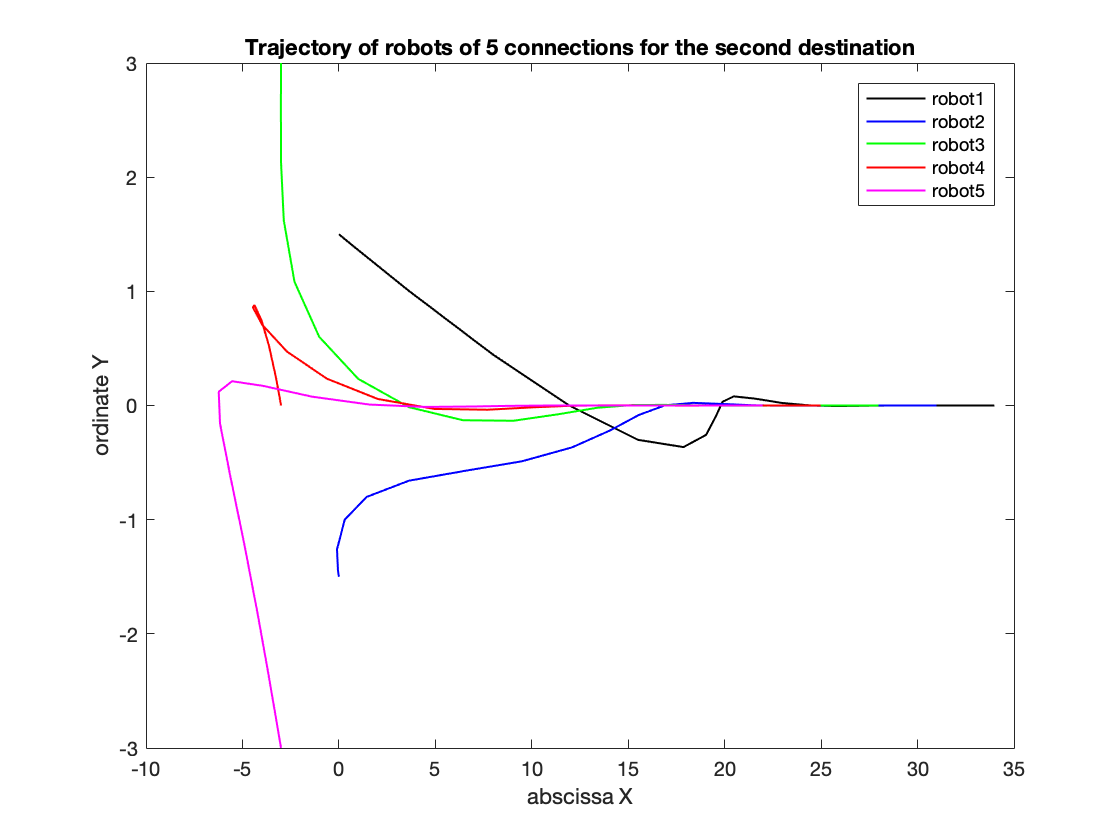 Trajectory of robots of 5 connections for the second destination
3
2
1
0
-1
-2
-3
ordinate Y
robot1
robot2
robot3
robot4
robot5
-10
-5
0
5
10
15
20
25
30
35
abscissa X